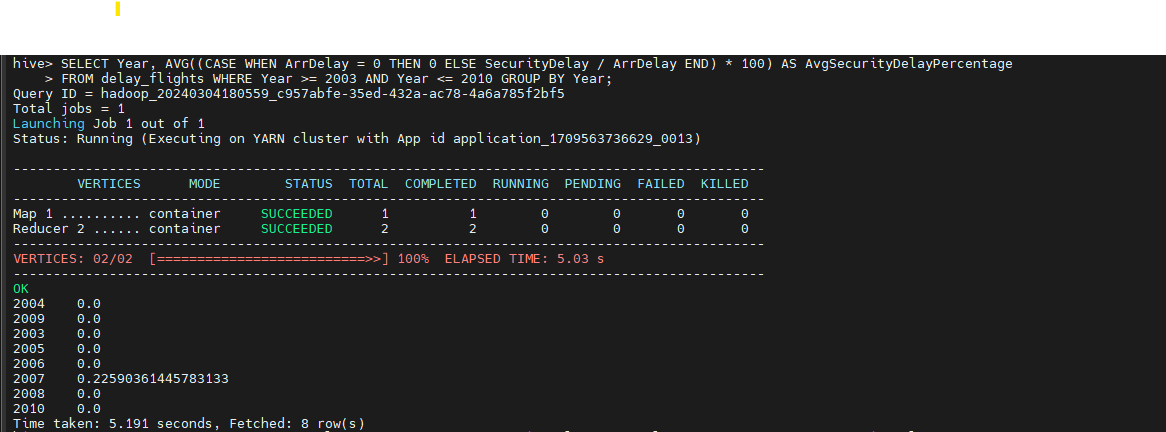 hive> SELECT Year, AVG((CASE WHEN ArrDelay = 0 THEN 0 ELSE SecurityDelay / ArrDelay END) * 100) AS AvgSecurityDelayPercentage
    > FROM delay_flights WHERE Year >= 2003 AND Year <= 2010 GROUP BY Year;
Query ID = hadoop_20240304180559_c957abfe-35ed-432a-ac78-4a6a785f2bf5
Total jobs = 1
Launching Job 1 out of 1
Status: Running (Executing on YARN cluster with App id application_1709563736629_0013)
----------------------------------------------------------------------------------------------
        VERTICES      MODE        STATUS  TOTAL  COMPLETED  RUNNING  PENDING  FAILED  KILLED
----------------------------------------------------------------------------------------------
Map 1 .......... container     SUCCEEDED      1          1        0        0       0       0
Reducer 2 ...... container     SUCCEEDED      2          2        0        0       0       0
----------------------------------------------------------------------------------------------
VERTICES: 02/02  [==========================>>] 100%  ELAPSED TIME: 5.03 s
----------------------------------------------------------------------------------------------
OK
2004    0.0
2009    0.0
2003    0.0
2005    0.0
2006    0.0
2007    0.22590361445783133
2008    0.0
2010    0.0
Time taken: 5.191 seconds, Fetched: 8 row(s)